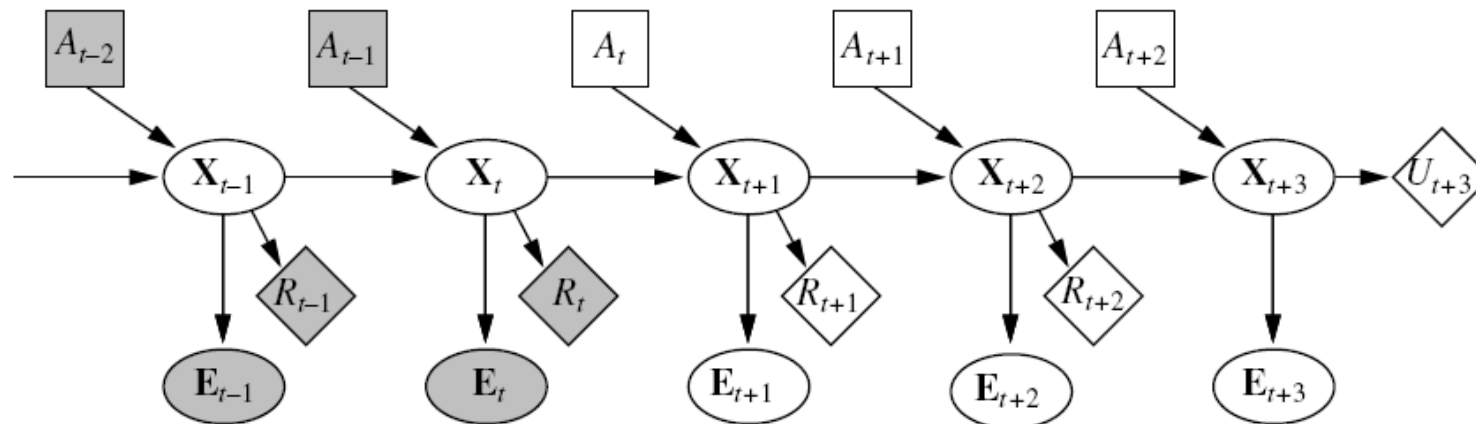 A_{t–2} A_{t–1} A_t A_{t+1} A_{t+2}
X_{t–1} X_t X_{t+1} X_{t+2} X_{t+3} U_{t+3}
R_{t–1} R_t R_{t+1} R_{t+2}
E_{t–1} E_t E_{t+1} E_{t+2} E_{t+3}